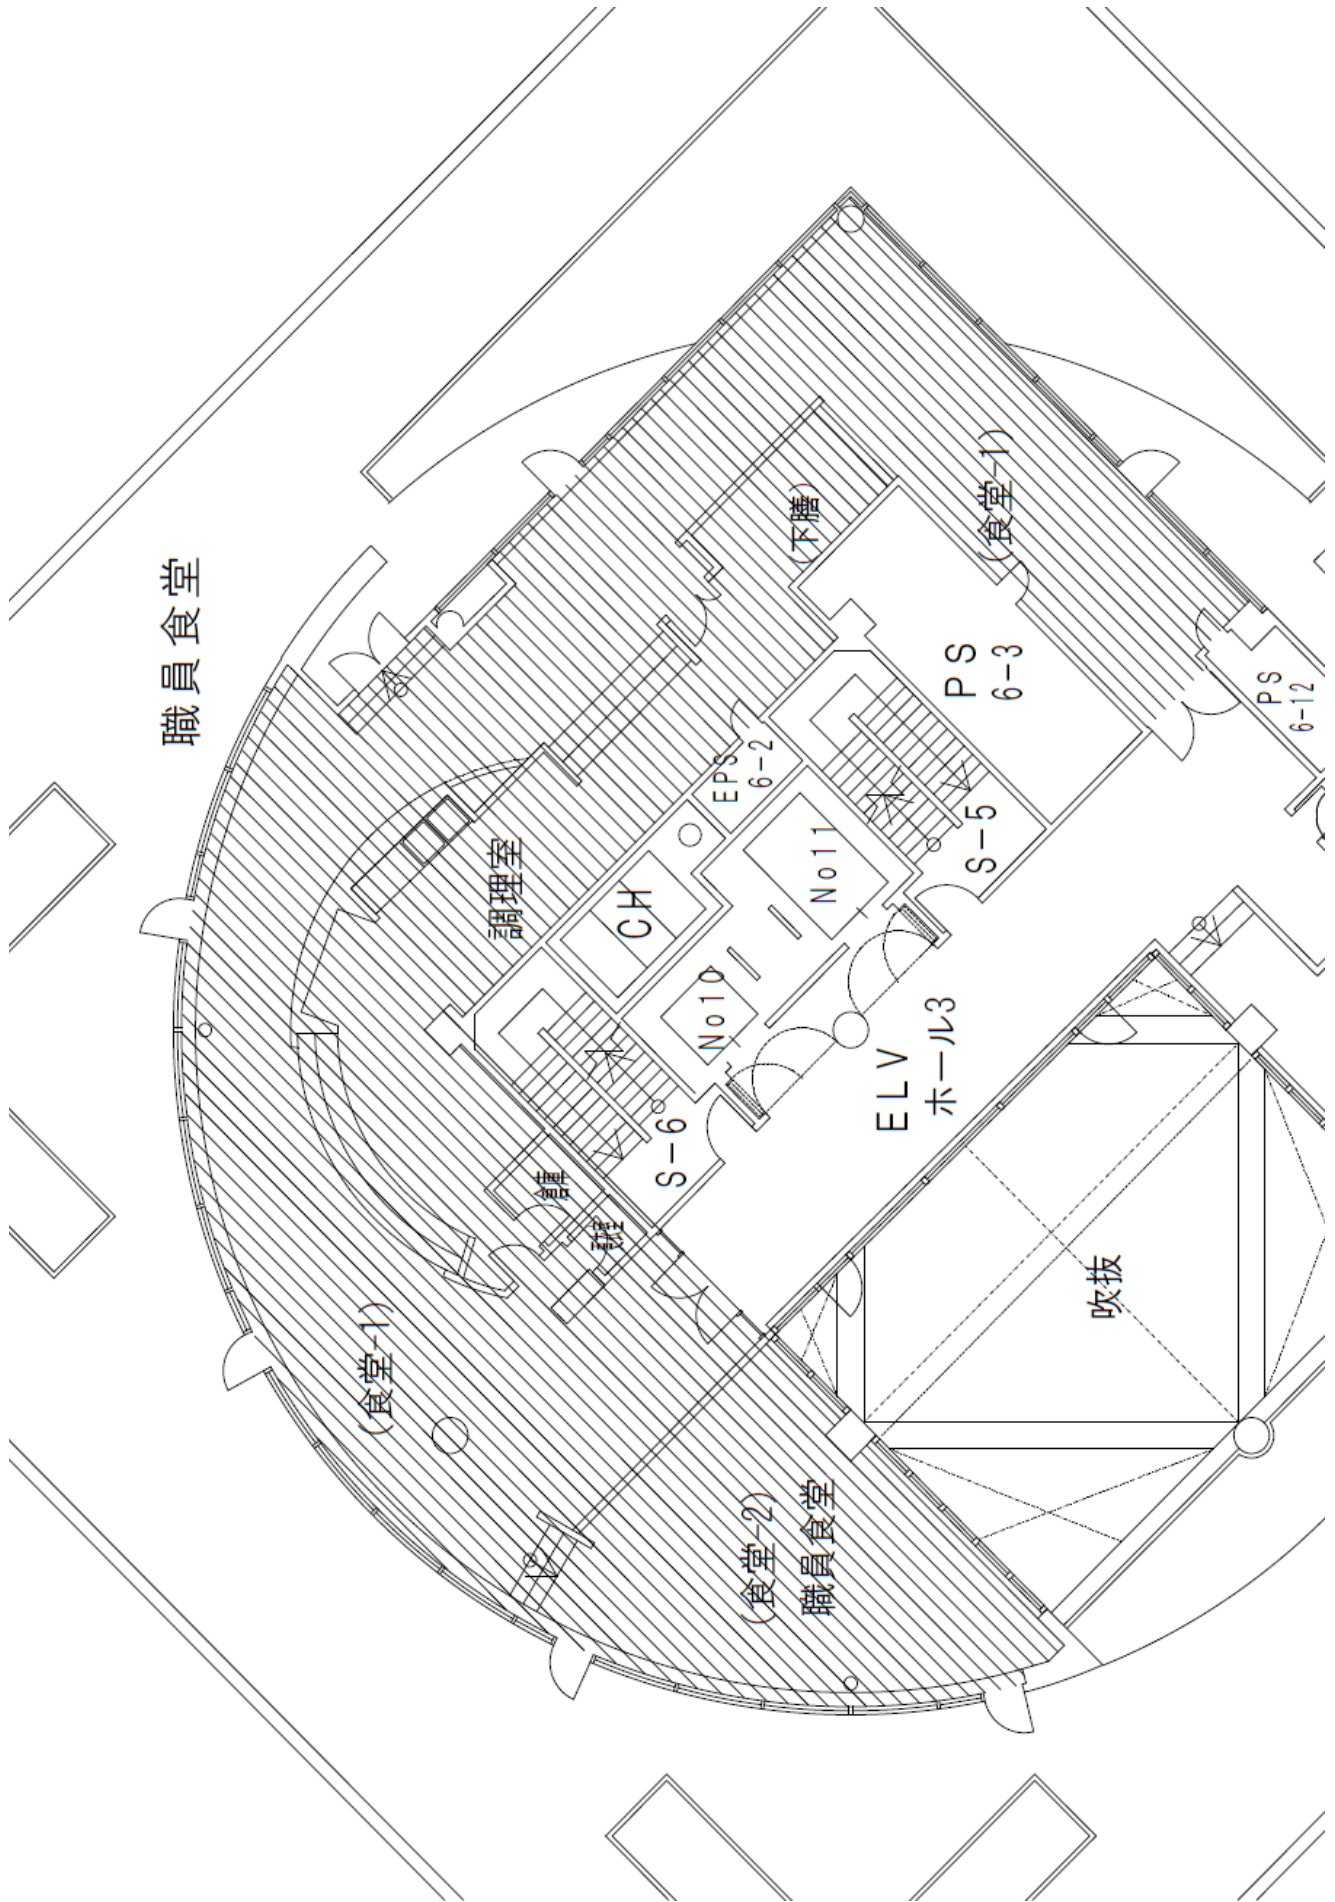 職員食堂
(食堂-1)
調理室
CH
S-6
No10
EPS
6-2
(食堂-2)
職員食堂
(下膳)
No11
ELV
ホール3
PS
6-3
S-5
(食堂-1)
吹抜
PS
6-12